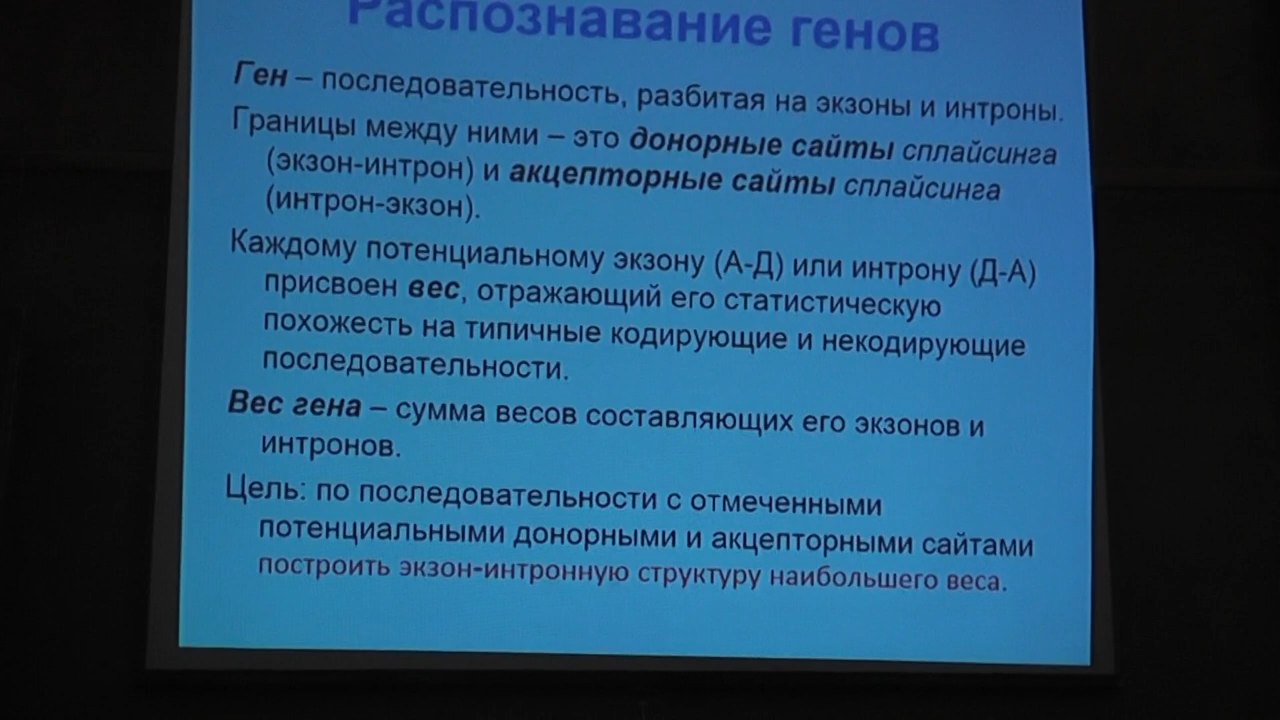 Распознавание генов
Ген – последовательность, разбитая на экзоны и интроны.
Границы между ними – это донорные сайты сплайсинга
(экзон-интрон) и акцепторные сайты сплайсинга
(интрон-экзон).
Каждому потенциальному экзону (А-Д) или интрону (Д-А)
присвоен вес, отражающий его статистическую
похожесть на типичные кодирующие и некодирующие
последовательности.
Вес гена – сумма весов составляющих его экзонов и
интронов.
Цель: по последовательности с отмеченными
потенциальными донорными и акцепторными сайтами
построить экзон-интронную структуру наибольшего веса.